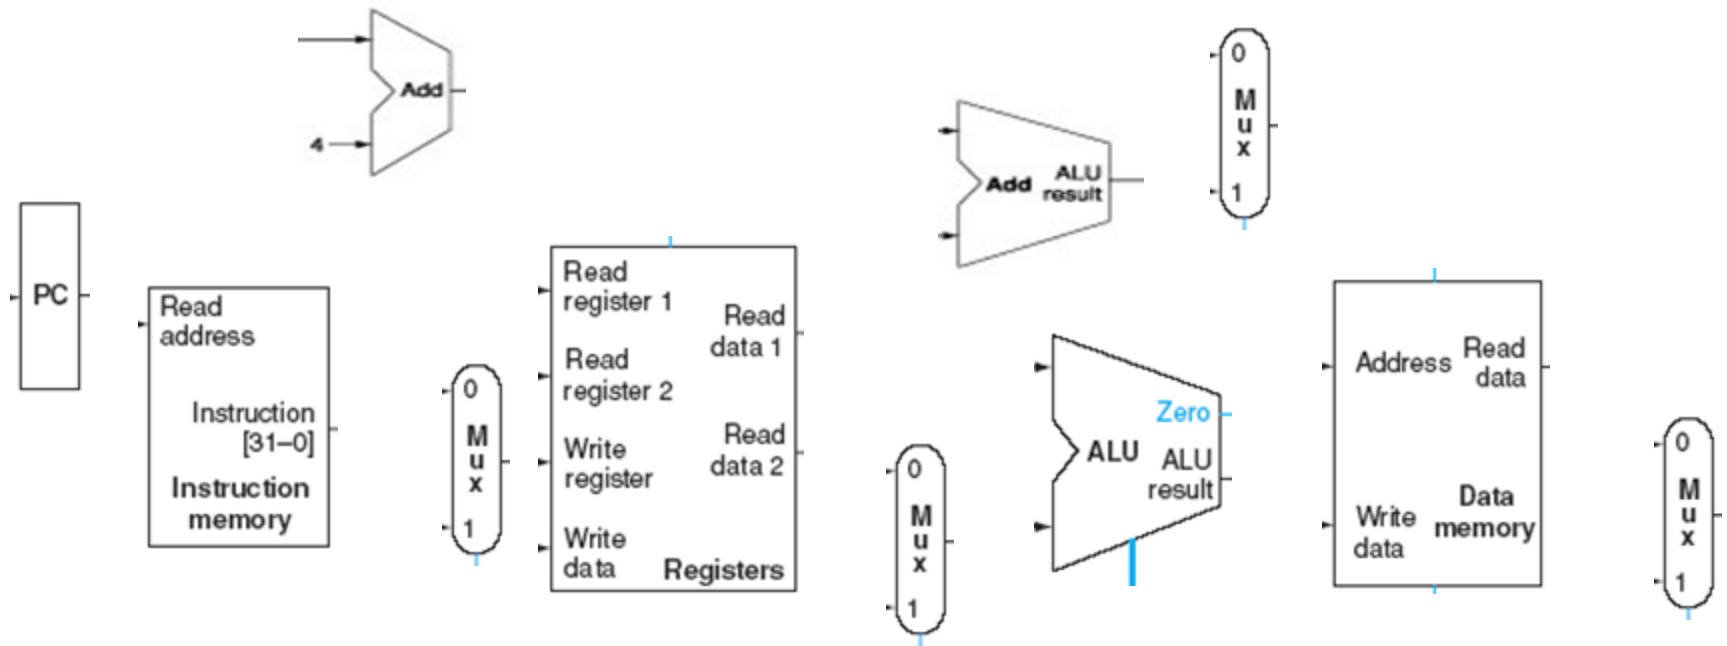 Add
4
PC
Read
address
Instruction
[31–0]
Instruction
memory
0
M
u
x
1
Read
register 1
Read
register 2
Write
register
Write
data
Read
data 1
Read
data 2
Registers
0
M
u
x
1
Add
ALU
result
0
M
u
x
1
ALU
Zero
ALU
result
Address
Read
data
Write
data
Data
memory
0
M
u
x
1